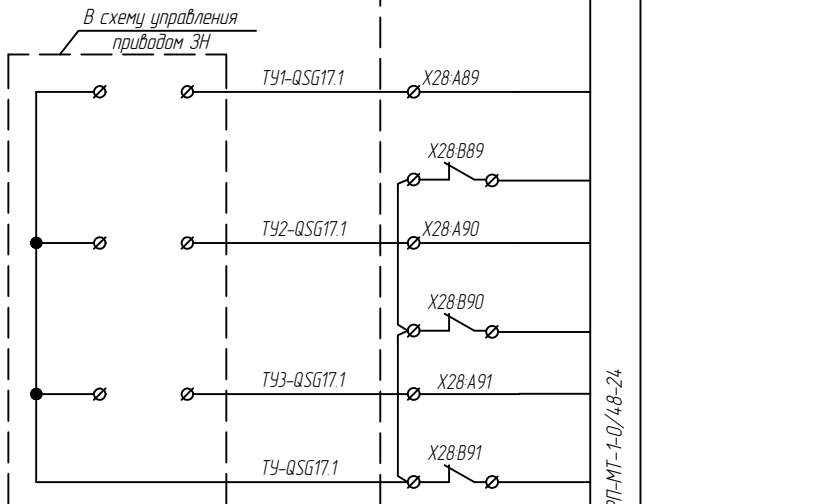 В схему управления
приводом ЗН
ТУ1-QSG17.1
X28:A89
X28:B89
ТУ2-QSG17.1
X28:A90
X28:B90
ТУ3-QSG17.1
X28:A91
X28:B91
ТУ-QSG17.1
РП-МТ-1-0/48-24